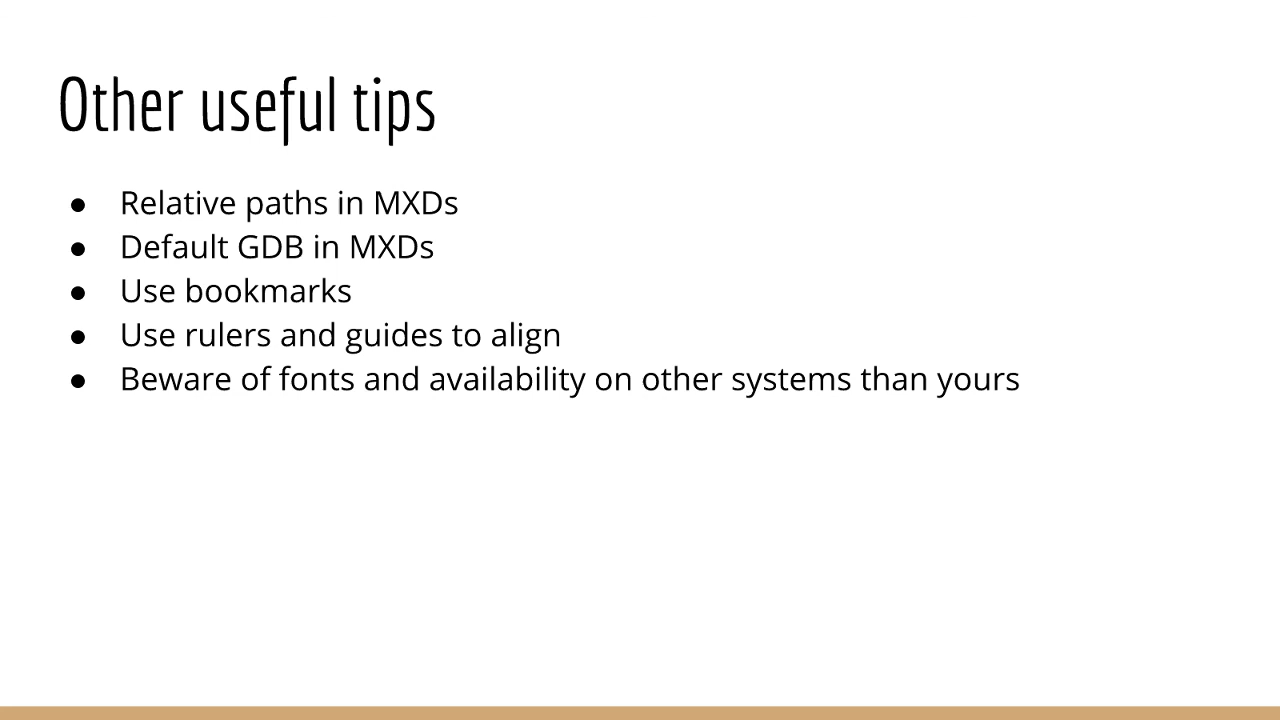 Other useful tips
● Relative paths in MXDs
● Default GDB in MXDs
● Use bookmarks
● Use rulers and guides to align
● Beware of fonts and availability on other systems than yours